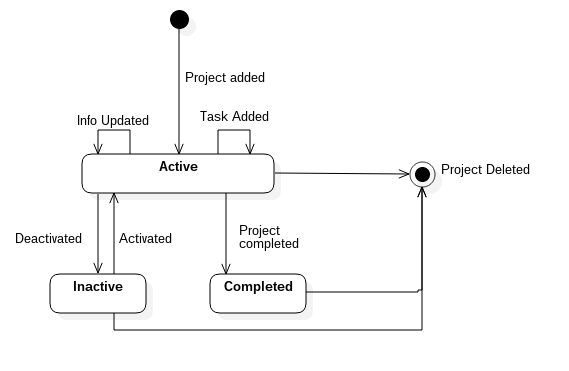 Project added
Info Updated
Task Added
Active
Project Deleted
Deactivated
Activated
Project
completed
Inactive
Completed